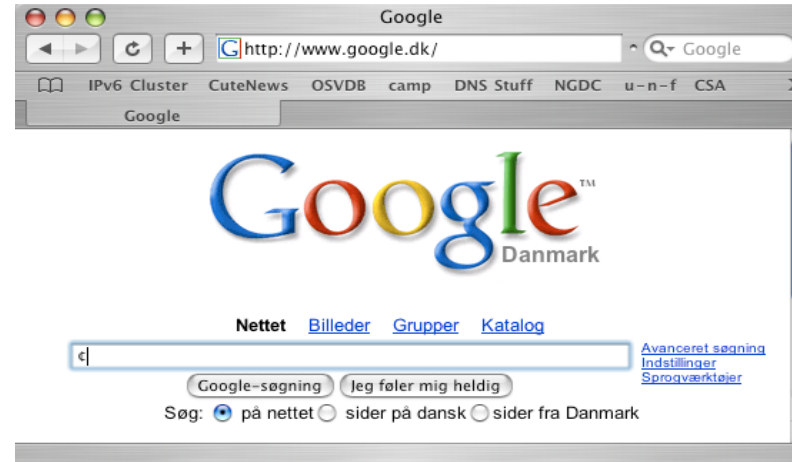 Google
http://www.google.dk/ Google
IPv6 Cluster CuteNews OSVDB camp DNS Stuff NGDC u-n-f CSA
Google
Google™
Danmark
Nettet Billeder Grupper Katalog
¢
Avanceret søgning
Indstillinger
Sprogværktøjer
Google-søgning Jeg føler mig heldig
Søg: på nettet sider på dansk sider fra Danmark